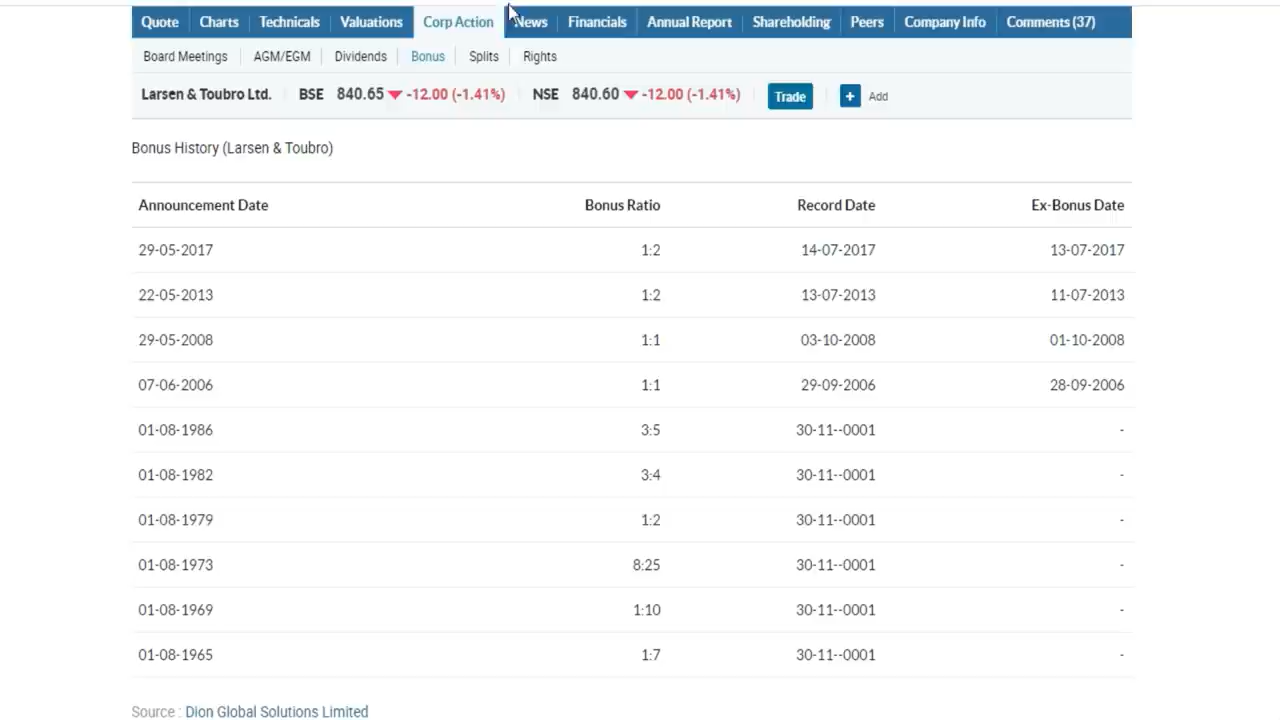 Quote Charts Technicals Valuations Corp Action News Financials Annual Report Shareholding Peers Company Info Comments (37)
Board Meetings AGM/EGM Dividends Bonus Splits Rights
Larsen & Toubro Ltd. BSE 840.65 -12.00 (-1.41%) NSE 840.60 -12.00 (-1.41%) Trade + Add
Bonus History (Larsen & Toubro)
Announcement Date Bonus Ratio Record Date Ex-Bonus Date
29-05-2017 1:2 14-07-2017 13-07-2017
22-05-2013 1:2 13-07-2013 11-07-2013
29-05-2008 1:1 03-10-2008 01-10-2008
07-06-2006 1:1 29-09-2006 28-09-2006
01-08-1986 3:5 30-11--0001 -
01-08-1982 3:4 30-11--0001 -
01-08-1979 1:2 30-11--0001 -
01-08-1973 8:25 30-11--0001 -
01-08-1969 1:10 30-11--0001 -
01-08-1965 1:7 30-11--0001 -
Source : Dion Global Solutions Limited